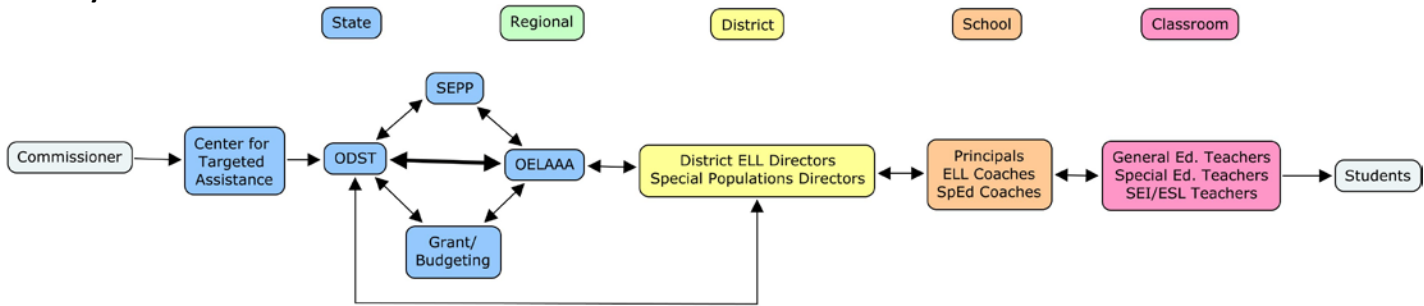 State
Regional
District
School
Classroom
SEPP
Commissioner
Center for
Targeted
Assistance
ODST
OELAAA
District ELL Directors
Special Populations Directors
Principals
ELL Coaches
SpEd Coaches
General Ed. Teachers
Special Ed. Teachers
SEI/ESL Teachers
Students
Grant/
Budgeting